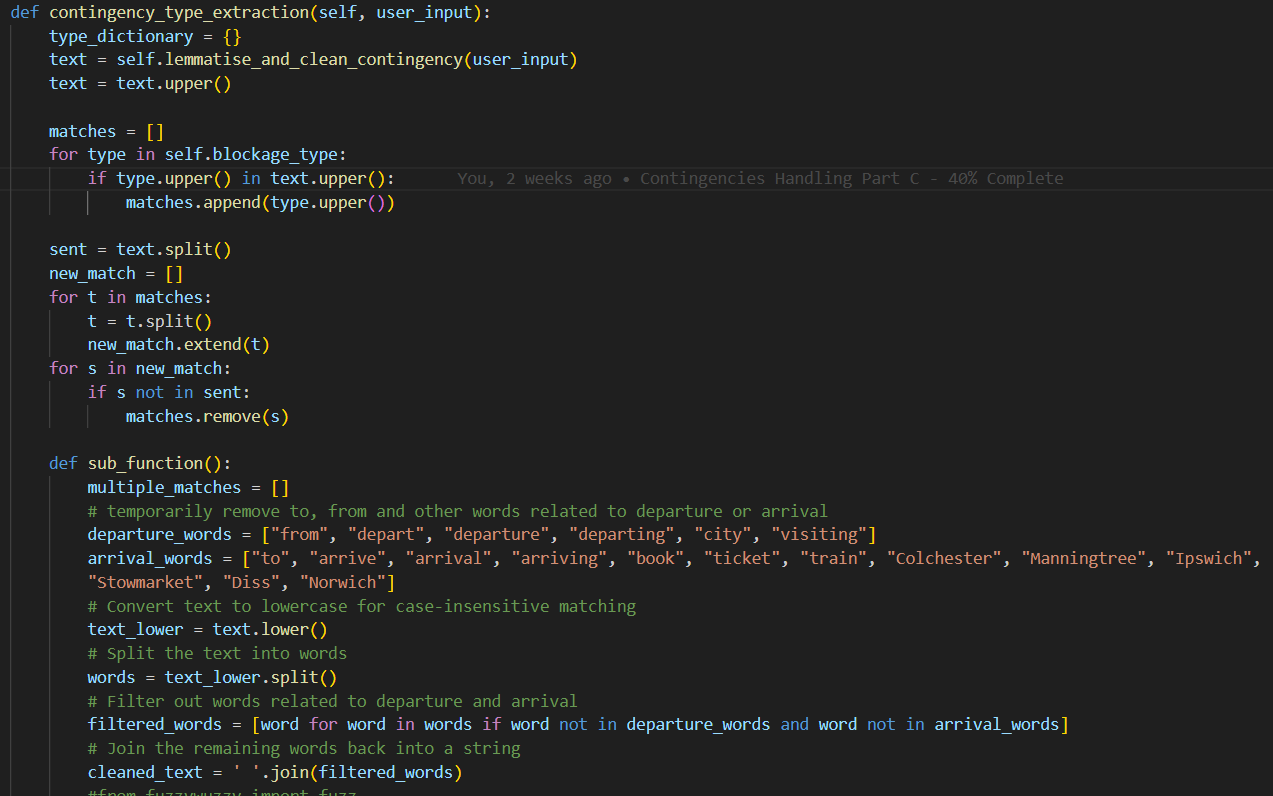 def contingency_type_extraction(self, user_input):
    type_dictionary = {}
    text = self.lemmatise_and_clean_contingency(user_input)
    text = text.upper()

    matches = []
    for type in self.blockage_type:
        if type.upper() in text.upper():     You, 2 weeks ago • Contingencies Handling Part C - 40% Complete
            matches.append(type.upper())

    sent = text.split()
    new_match = []
    for t in matches:
        t = t.split()
        new_match.extend(t)
    for s in new_match:
        if s not in sent:
            matches.remove(s)

    def sub_function():
        multiple_matches = []
        # temporarily remove to, from and other words related to departure or arrival
        departure_words = ["from", "depart", "departure", "departing", "city", "visiting"]
        arrival_words = ["to", "arrive", "arrival", "arriving", "book", "ticket", "train", "Colchester", "Manningtree", "Ipswich",
        "Stowmarket", "Diss", "Norwich"]
        # Convert text to lowercase for case-insensitive matching
        text_lower = text.lower()
        # Split the text into words
        words = text_lower.split()
        # Filter out words related to departure and arrival
        filtered_words = [word for word in words if word not in departure_words and word not in arrival_words]
        # Join the remaining words back into a string
        cleaned_text = ' '.join(filtered_words)
        #from fuzzywuzzy import fuzz